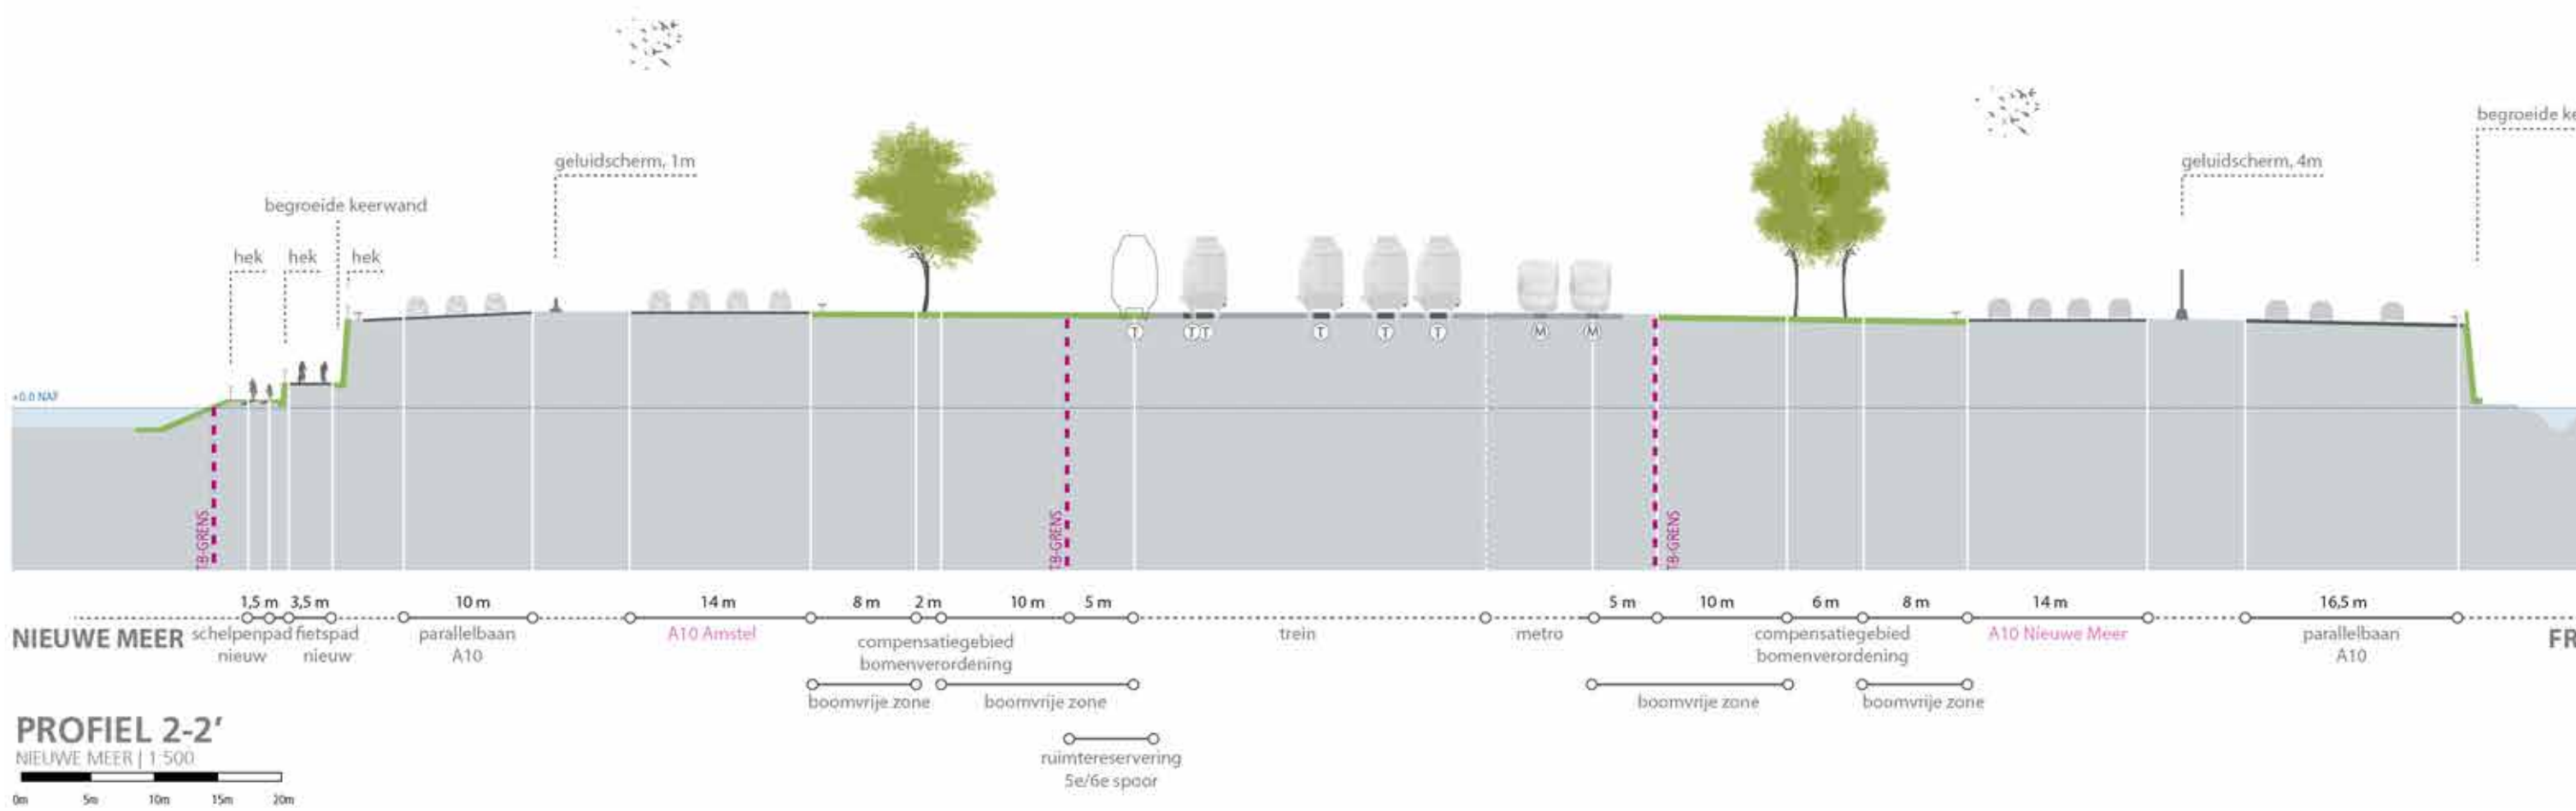 begroeide ke
geluidscherm, 1m
geluidscherm, 4m
begroeide keerwand
hek hek hek
+0.0 NAP
T T T T T T M M
TB-GRENS TB-GRENS TB-GRENS
1,5 m 3,5 m 10 m 14 m 8 m 2 m 10 m 5 m 5 m 10 m 6 m 8 m 14 m 16,5 m
NIEUWE MEER schelpenpad fietspad parallelbaan A10 Amstel compensatiegebied trein metro compensatiegebied A10 Nieuwe Meer parallelbaan FR
nieuw nieuw A10 bomenverordening bomenverordening A10
boomvrije zone boomvrije zone boomvrije zone boomvrije zone
PROFIEL 2-2'
NIEUWE MEER | 1:500
ruimtereservering
5e/6e spoor
0m 5m 10m 15m 20m